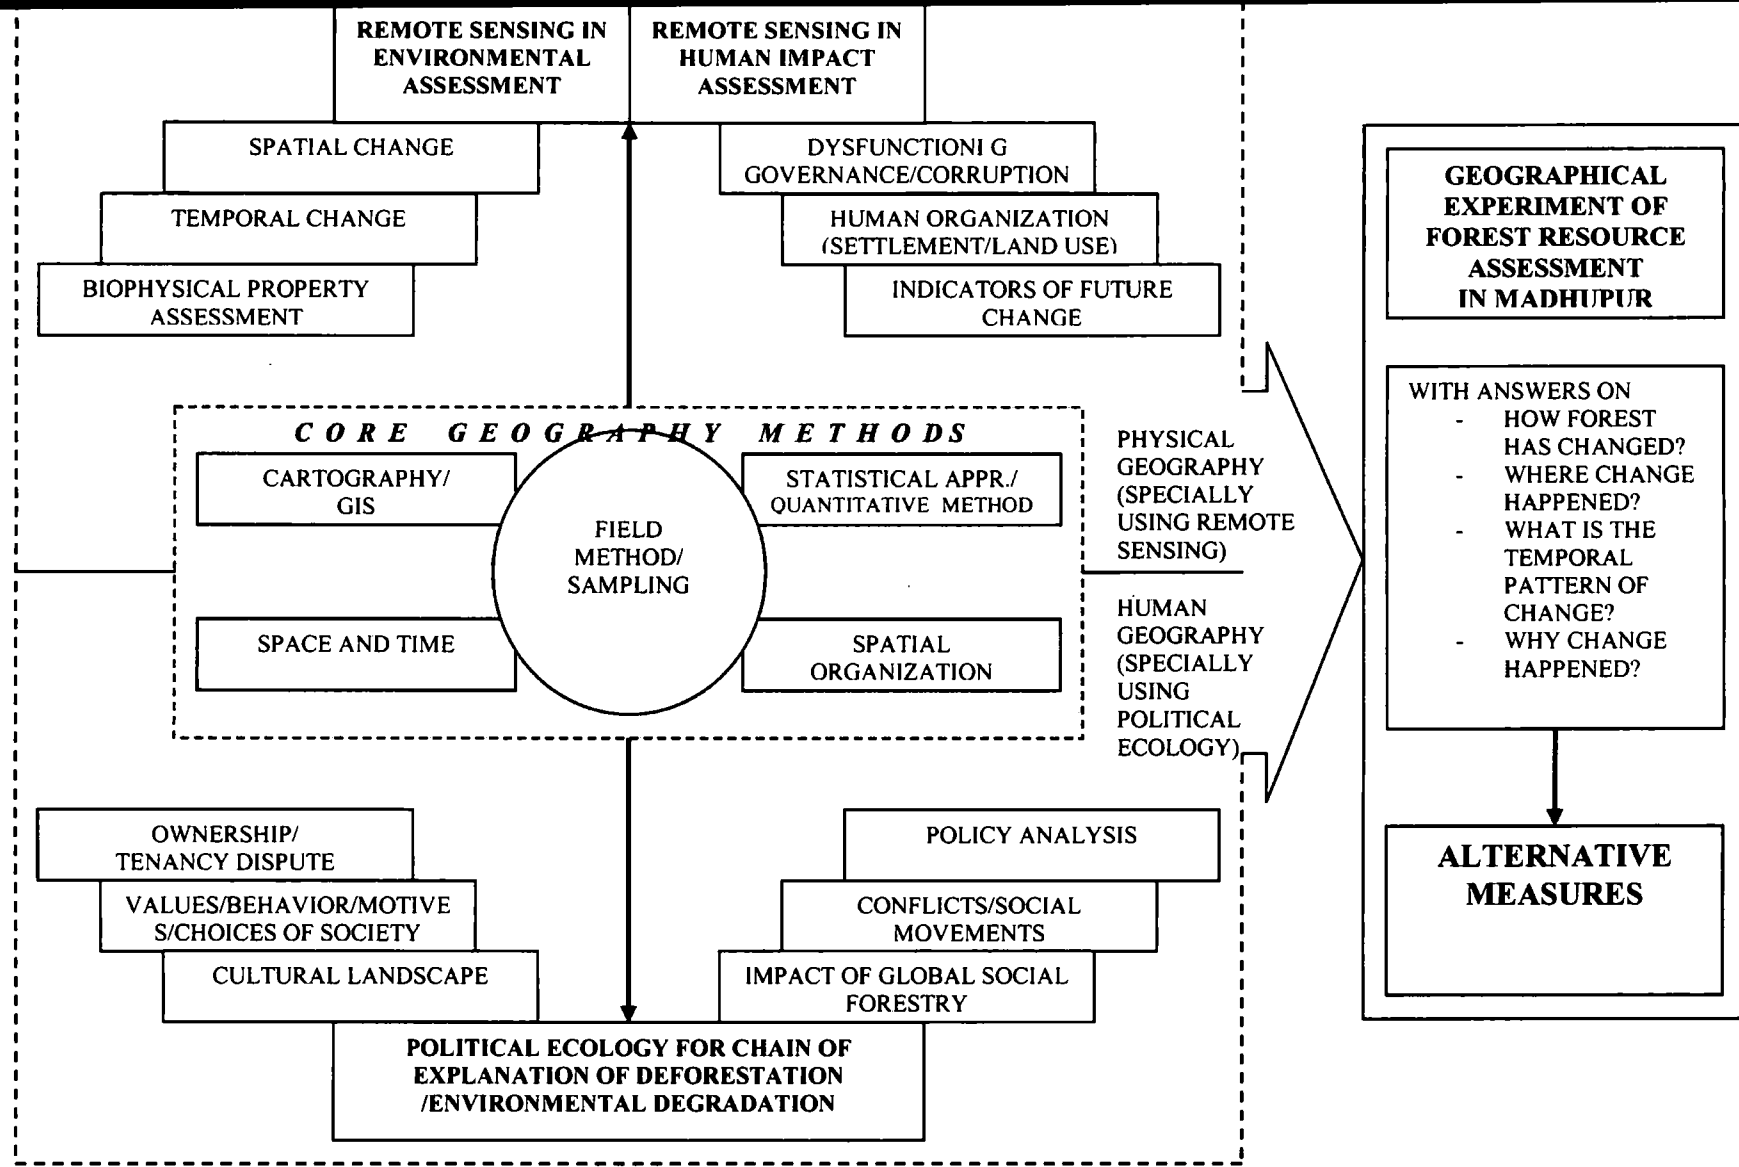 REMOTE SENSING IN
ENVIRONMENTAL
ASSESSMENT
REMOTE SENSING IN
HUMAN IMPACT
ASSESSMENT
SPATIAL CHANGE
TEMPORAL CHANGE
BIOPHYSICAL PROPERTY
ASSESSMENT
DYSFUNCTIONI G
GOVERNANCE/CORRUPTION
HUMAN ORGANIZATION
(SETTLEMENT/LAND USE)
INDICATORS OF FUTURE
CHANGE
CORE GEOGRAPHY METHODS
CARTOGRAPHY/
GIS
STATISTICAL APPR./
QUANTITATIVE METHOD
FIELD
METHOD/
SAMPLING
SPACE AND TIME
SPATIAL
ORGANIZATION
PHYSICAL
GEOGRAPHY
(SPECIALLY
USING REMOTE
SENSING)
HUMAN
GEOGRAPHY
(SPECIALLY
USING
POLITICAL
ECOLOGY)
OWNERSHIP/
TENANCY DISPUTE
VALUES/BEHAVIOR/MOTIVE
S/CHOICES OF SOCIETY
CULTURAL LANDSCAPE
POLICY ANALYSIS
CONFLICTS/SOCIAL
MOVEMENTS
IMPACT OF GLOBAL SOCIAL
FORESTRY
POLITICAL ECOLOGY FOR CHAIN OF
EXPLANATION OF DEFORESTATION
/ENVIRONMENTAL DEGRADATION
GEOGRAPHICAL
EXPERIMENT OF
FOREST RESOURCE
ASSESSMENT
IN MADHUPUR
WITH ANSWERS ON
- HOW FOREST
HAS CHANGED?
- WHERE CHANGE
HAPPENED?
- WHAT IS THE
TEMPORAL
PATTERN OF
CHANGE?
- WHY CHANGE
HAPPENED?
ALTERNATIVE
MEASURES